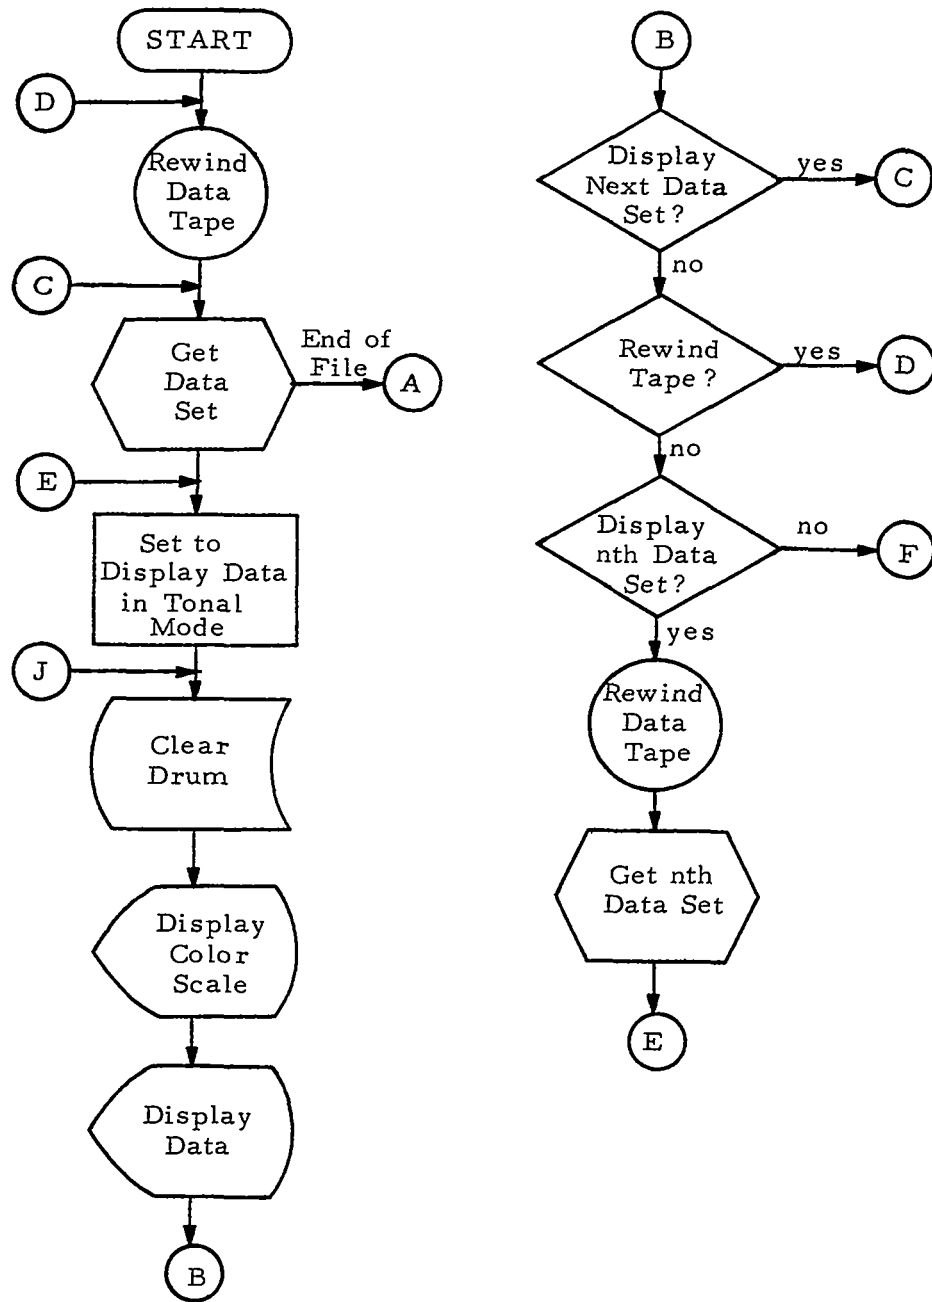 START
D
Rewind
Data
Tape
C
Get
Data
Set
End of
File
A
E
Set to
Display Data
in Tonal
Mode
J
Clear
Drum
Display
Color
Scale
Display
Data
B
B
Display
Next Data
Set?
yes
C
no
Rewind
Tape?
yes
D
no
Display
nth Data
Set?
no
F
yes
Rewind
Data
Tape
Get nth
Data Set
E